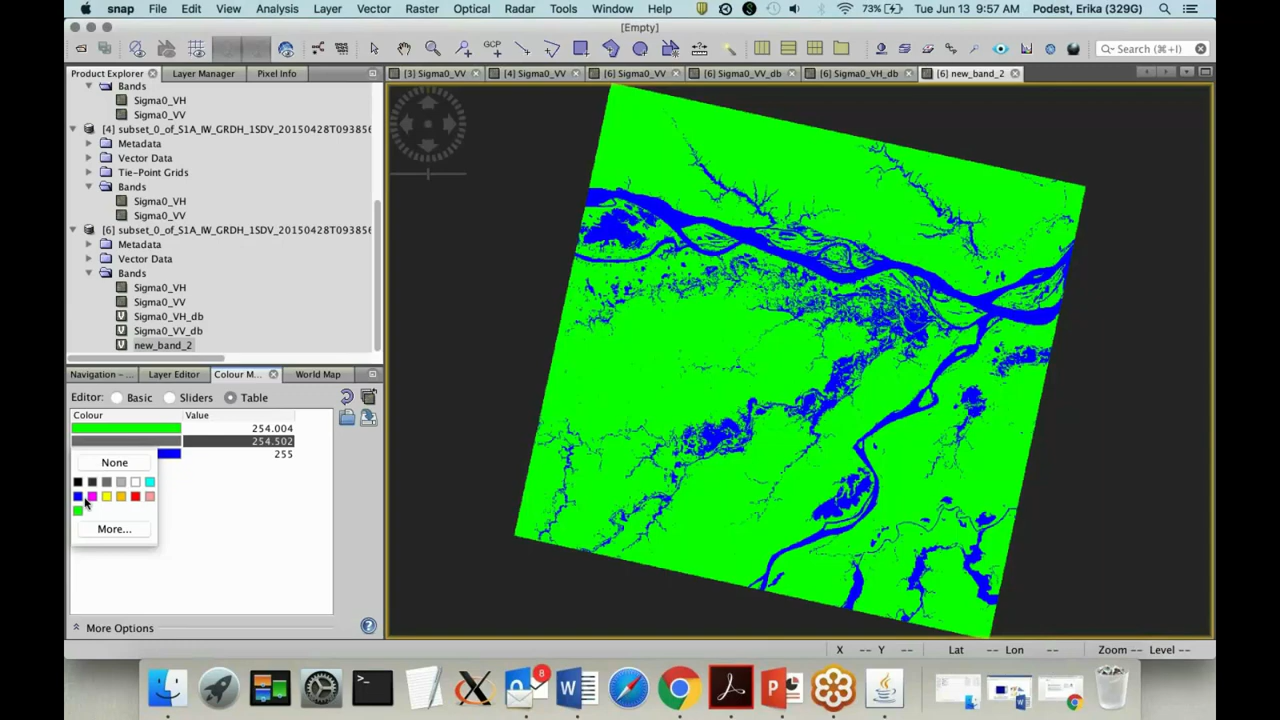 snap File Edit View Analysis Layer Vector Raster Optical Radar Tools Window Help 73% Tue Jun 13 9:57 AM Podest, Erika (329G)
[Empty]
GCP Search (⌘+I)
Product Explorer Layer Manager Pixel Info
[3] Sigma0_VV [4] Sigma0_VV [6] Sigma0_VV [6] Sigma0_VV_db [6] Sigma0_VH_db [6] new_band_2
Bands
Sigma0_VH
Sigma0_VV
[4] subset_0_of_S1A_IW_GRDH_1SDV_20150428T093856
Metadata
Vector Data
Tie-Point Grids
Bands
Sigma0_VH
Sigma0_VV
[6] subset_0_of_S1A_IW_GRDH_1SDV_20150428T093856
Metadata
Vector Data
Bands
Sigma0_VH
Sigma0_VV
Sigma0_VH_db
Sigma0_VV_db
new_band_2
Navigation – ... Layer Editor Colour M... World Map
Editor: Basic Sliders Table
Colour Value
254.004
254.502
255
None
More...
More Options
X -- Y -- Lat -- Lon -- Zoom -- Level --
8